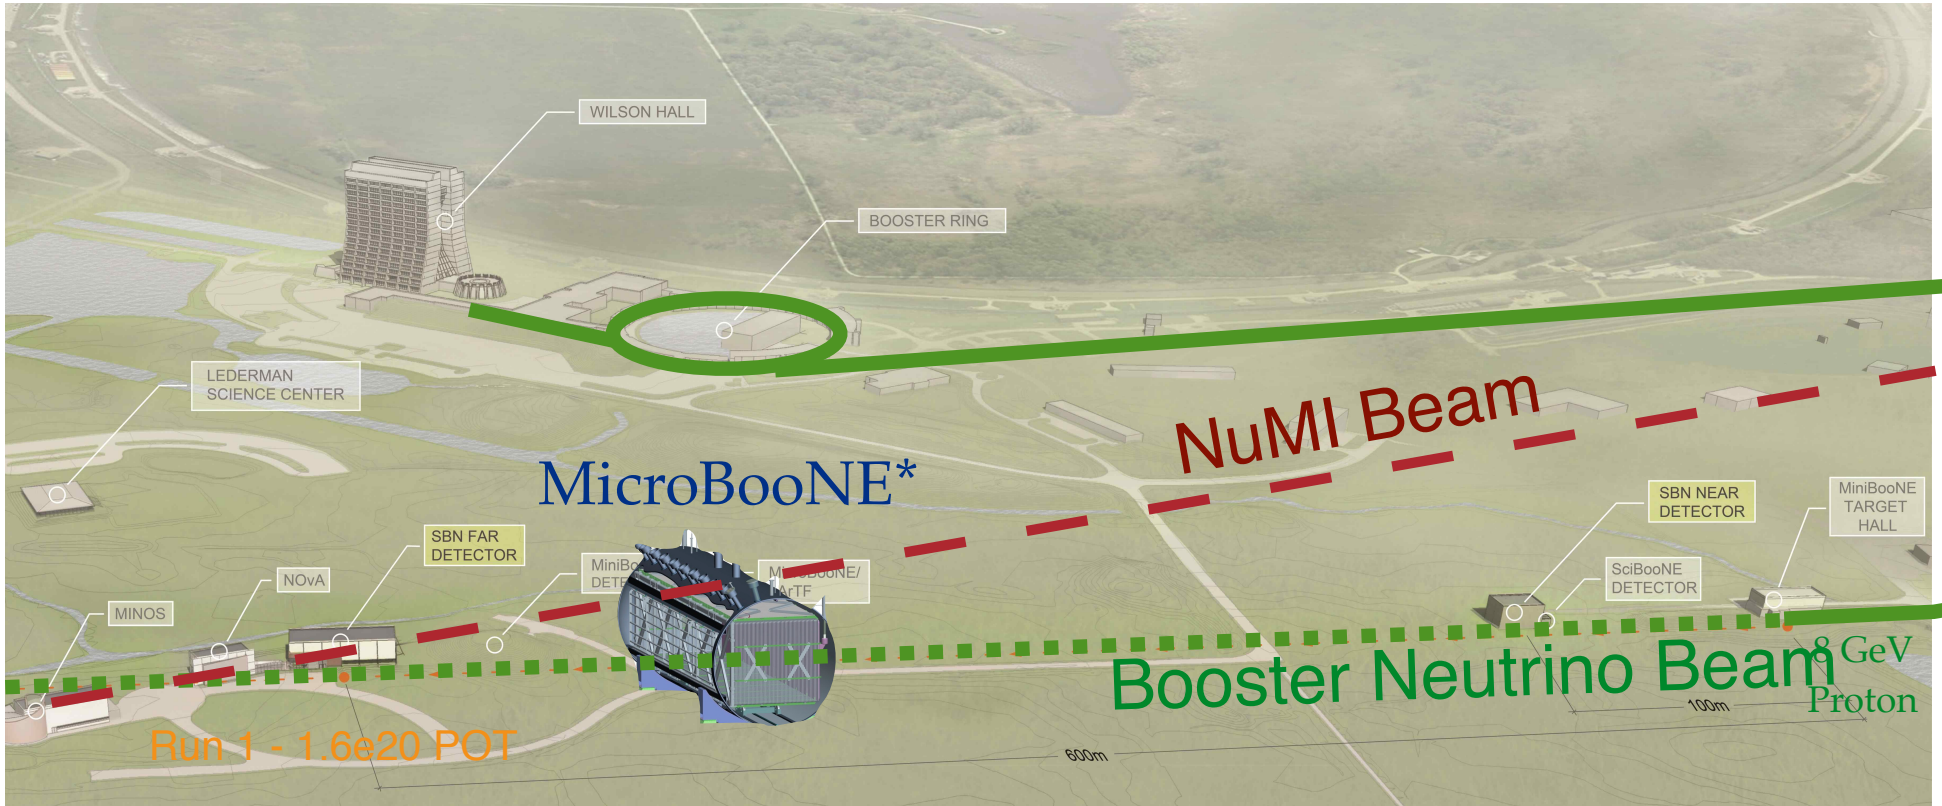 WILSON HALL
BOOSTER RING
LEDERMAN
SCIENCE CENTER
NuMI Beam
MicroBooNE*
SBN NEAR
DETECTOR
MiniBooNE
TARGET
HALL
SBN FAR
DETECTOR
NOvA
MINOS
SciBooNE
DETECTOR
Booster Neutrino Beam
8 GeV
Proton
100m
Run 1 - 1.6e20 POT
600m